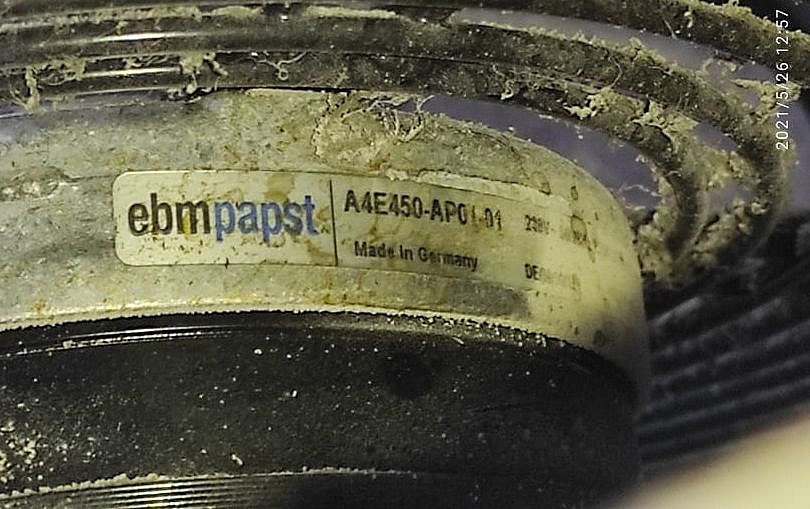 ebmpapst
A4E450-AP01-01
Made in Germany
2021/5/26 12:57